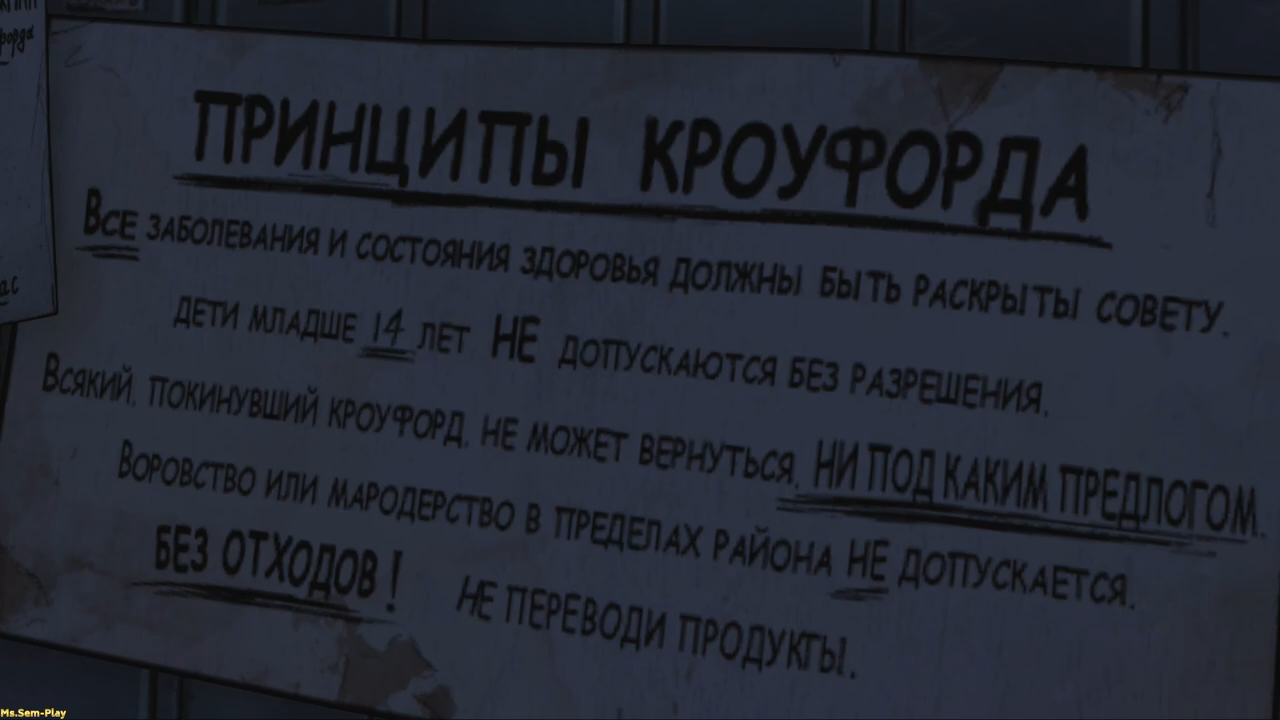 ПРИНЦИПЫ КРОУФОРДА
ВСЕ ЗАБОЛЕВАНИЯ И СОСТОЯНИЯ ЗДОРОВЬЯ ДОЛЖНЫ БЫТЬ РАСКРЫТЫ СОВЕТУ.
ДЕТИ МЛАДШЕ 14 ЛЕТ НЕ ДОПУСКАЮТСЯ БЕЗ РАЗРЕШЕНИЯ.
ВСЯКИЙ, ПОКИНУВШИЙ КРОУФОРД, НЕ МОЖЕТ ВЕРНУТЬСЯ, НИ ПОД КАКИМ ПРЕДЛОГОМ.
ВОРОВСТВО ИЛИ МАРОДЕРСТВО В ПРЕДЕЛАХ РАЙОНА НЕ ДОПУСКАЕТСЯ.
БЕЗ ОТХОДОВ! НЕ ПЕРЕВОДИ ПРОДУКТЫ.
Ms.Sem-Play